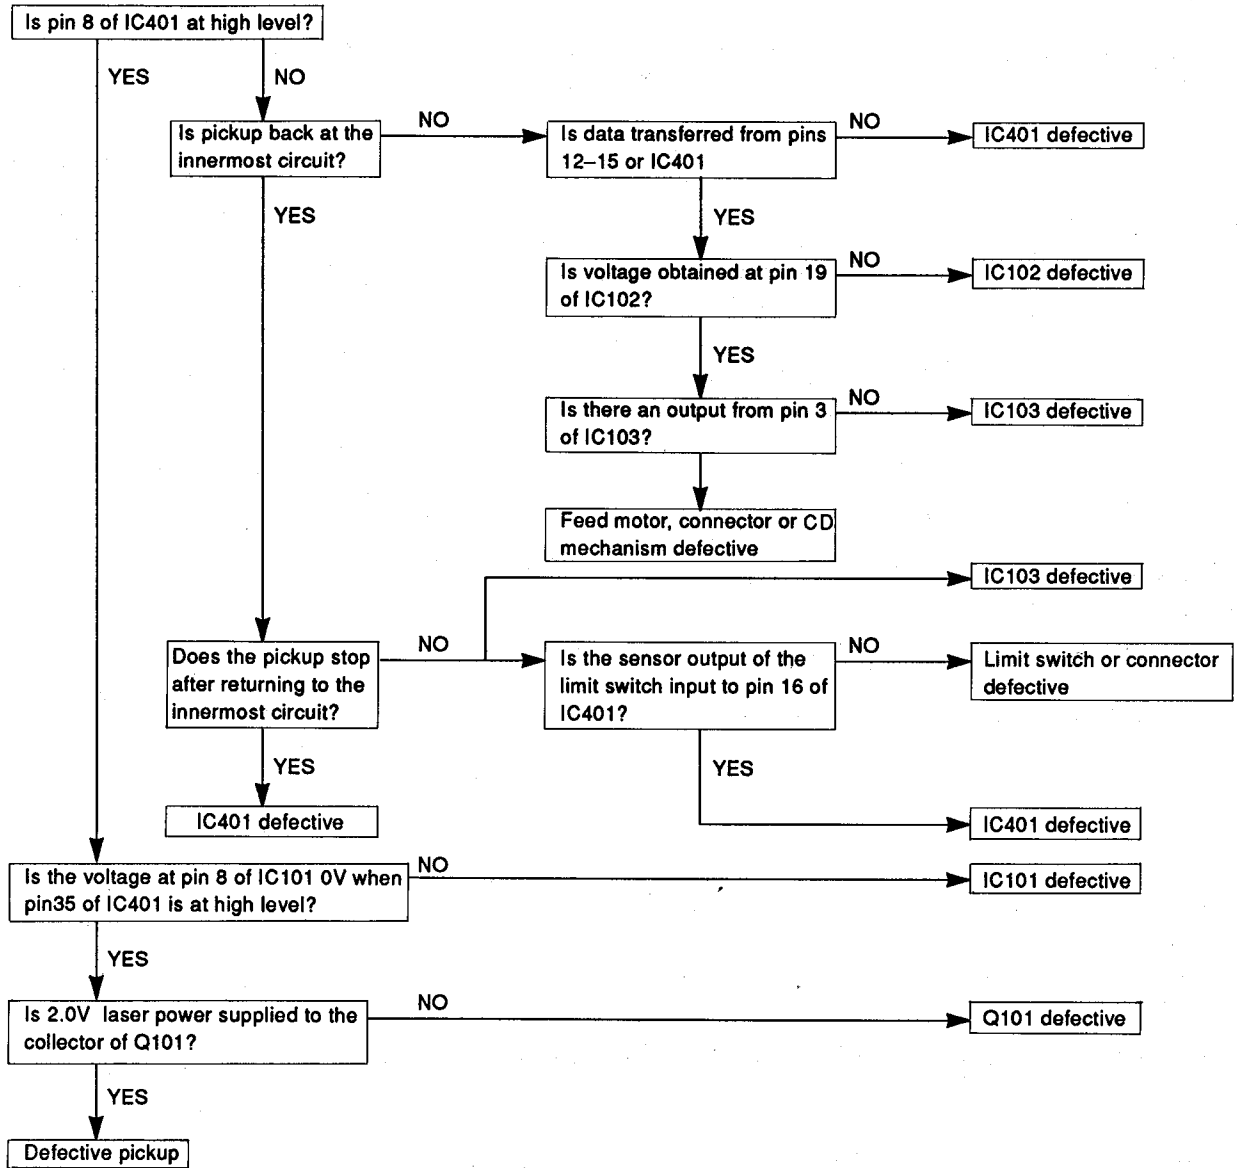 Is pin 8 of IC401 at high level?
YES
NO
Is pickup back at the
innermost circuit?
NO
Is data transferred from pins
12–15 or IC401
NO
IC401 defective
YES
YES
Is voltage obtained at pin 19
of IC102?
NO
IC102 defective
YES
Is there an output from pin 3
of IC103?
NO
IC103 defective
Feed motor, connector or CD
mechanism defective
IC103 defective
Does the pickup stop
after returning to the
innermost circuit?
NO
Is the sensor output of the
limit switch input to pin 16 of
IC401?
NO
Limit switch or connector
defective
YES
YES
IC401 defective
IC401 defective
Is the voltage at pin 8 of IC101 0V when
pin35 of IC401 is at high level?
NO
IC101 defective
YES
Is 2.0V laser power supplied to the
collector of Q101?
NO
Q101 defective
YES
Defective pickup